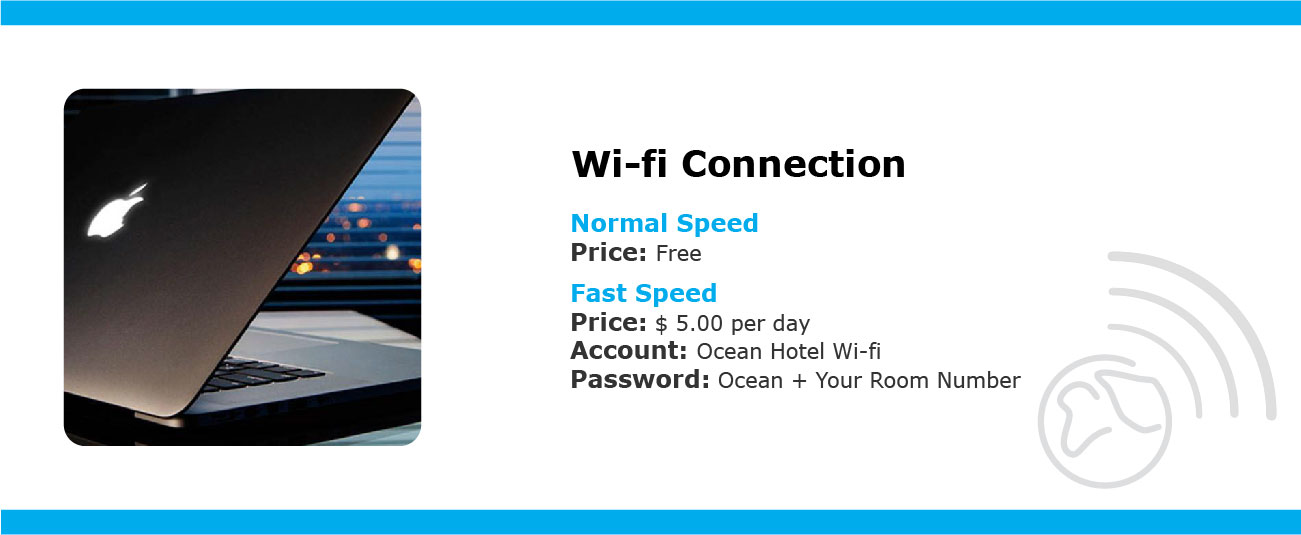 Wi-fi Connection
Normal Speed
Price: Free
Fast Speed
Price: $ 5.00 per day
Account: Ocean Hotel Wi-fi
Password: Ocean + Your Room Number